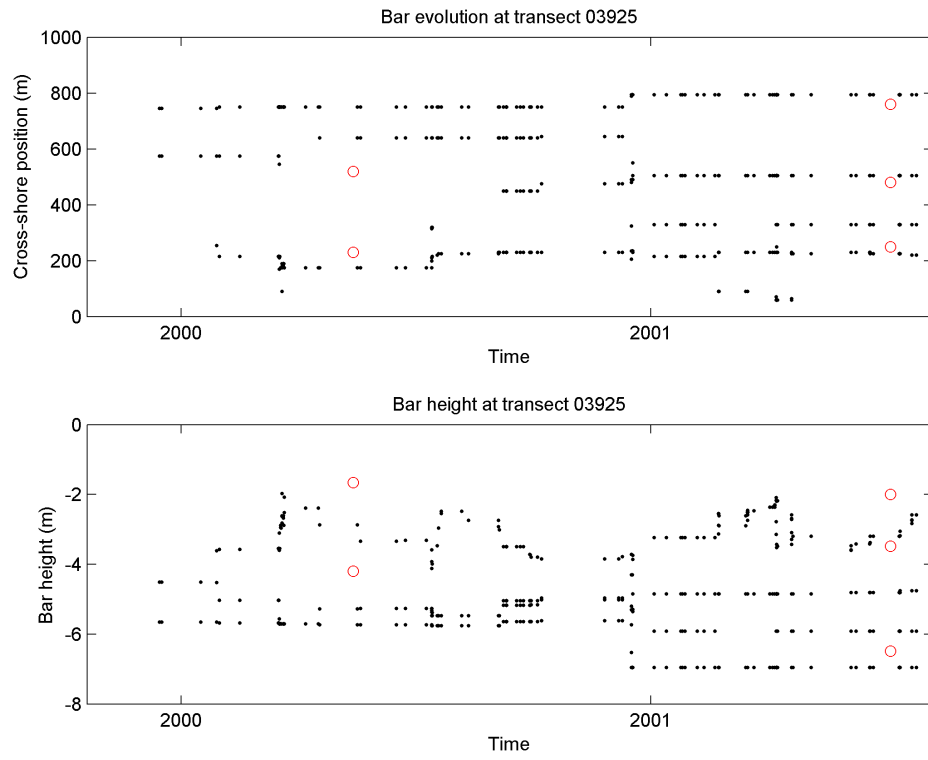 Bar evolution at transect 03925
1000
800
600
400
200
0
Cross-shore position (m)
2000
2001
Time
Bar height at transect 03925
0
-2
-4
-6
-8
Bar height (m)
2000
2001
Time